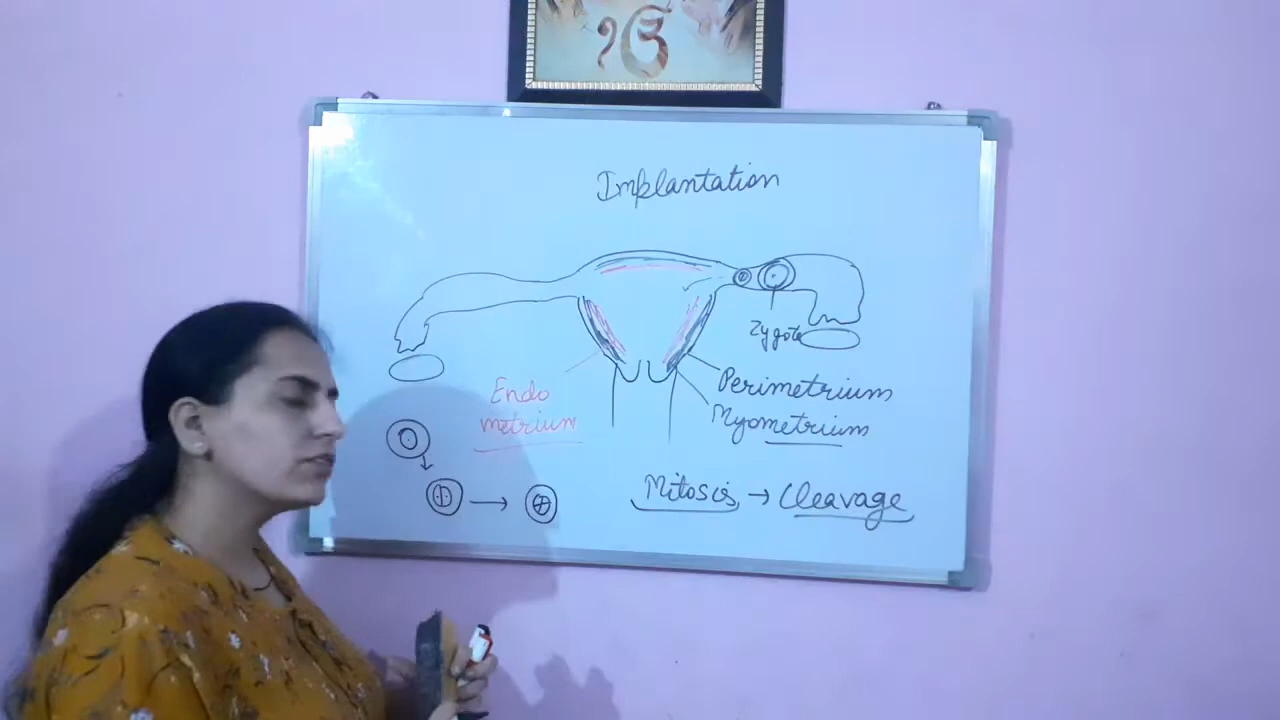 ੴ
Implantation
Zygote
Perimetrium
Endo
metrium
Myometrium
Mitosis → Cleavage